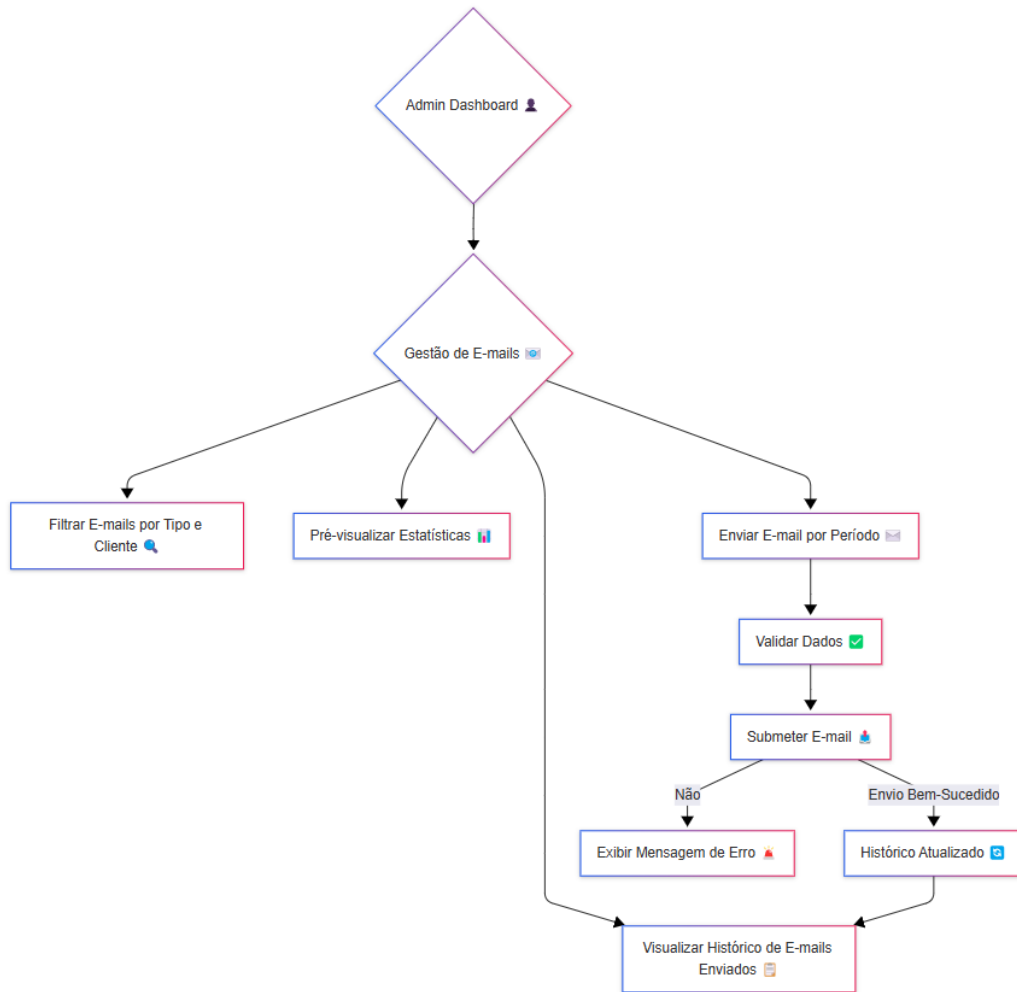 Admin Dashboard 👤
Gestão de E-mails 📧
Filtrar E-mails por Tipo e
Cliente 🔍
Pré-visualizar Estatísticas 📊
Enviar E-mail por Período ✉️
Validar Dados ✅
Submeter E-mail 📤
Não
Envio Bem-Sucedido
Exibir Mensagem de Erro 🚨
Histórico Atualizado 🔄
Visualizar Histórico de E-mails
Enviados 📋